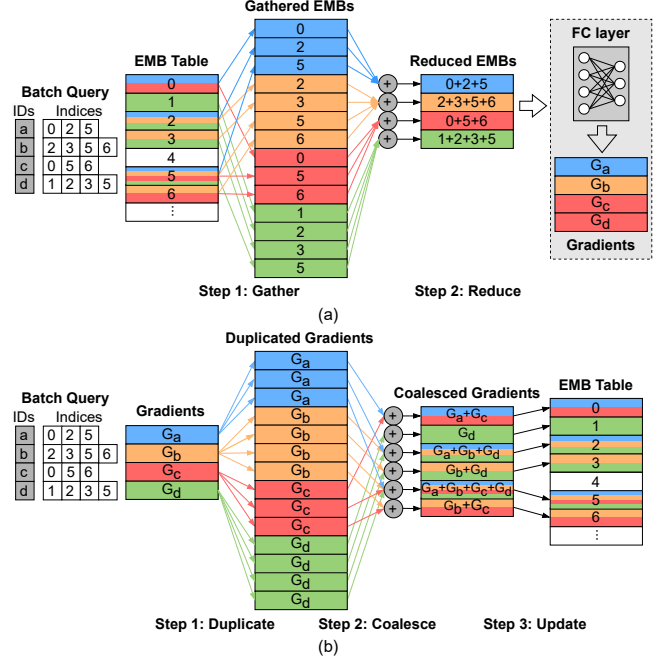 Gathered EMBs
EMB Table
Batch Query
IDs Indices
a 0 2 5
b 2 3 5 6
c 0 5 6
d 1 2 3 5
0
1
2
3
4
5
6
⋮
0
2
5
2
3
5
6
0
5
6
1
2
3
5
+
+
+
+
Reduced EMBs
0+2+5
2+3+5+6
0+5+6
1+2+3+5
FC layer
Ga
Gb
Gc
Gd
Gradients
Step 1: Gather
Step 2: Reduce
(a)
Duplicated Gradients
Batch Query
IDs Indices
a 0 2 5
b 2 3 5 6
c 0 5 6
d 1 2 3 5
Gradients
Ga
Gb
Gc
Gd
Ga
Ga
Ga
Gb
Gb
Gb
Gb
Gc
Gc
Gc
Gd
Gd
Gd
Gd
+
+
+
+
+
+
Coalesced Gradients
Ga+Gc
Gd
Ga+Gb+Gd
Gb+Gd
Ga+Gb+Gc+Gd
Gb+Gc
EMB Table
0
1
2
3
4
5
6
⋮
Step 1: Duplicate
Step 2: Coalesce
Step 3: Update
(b)